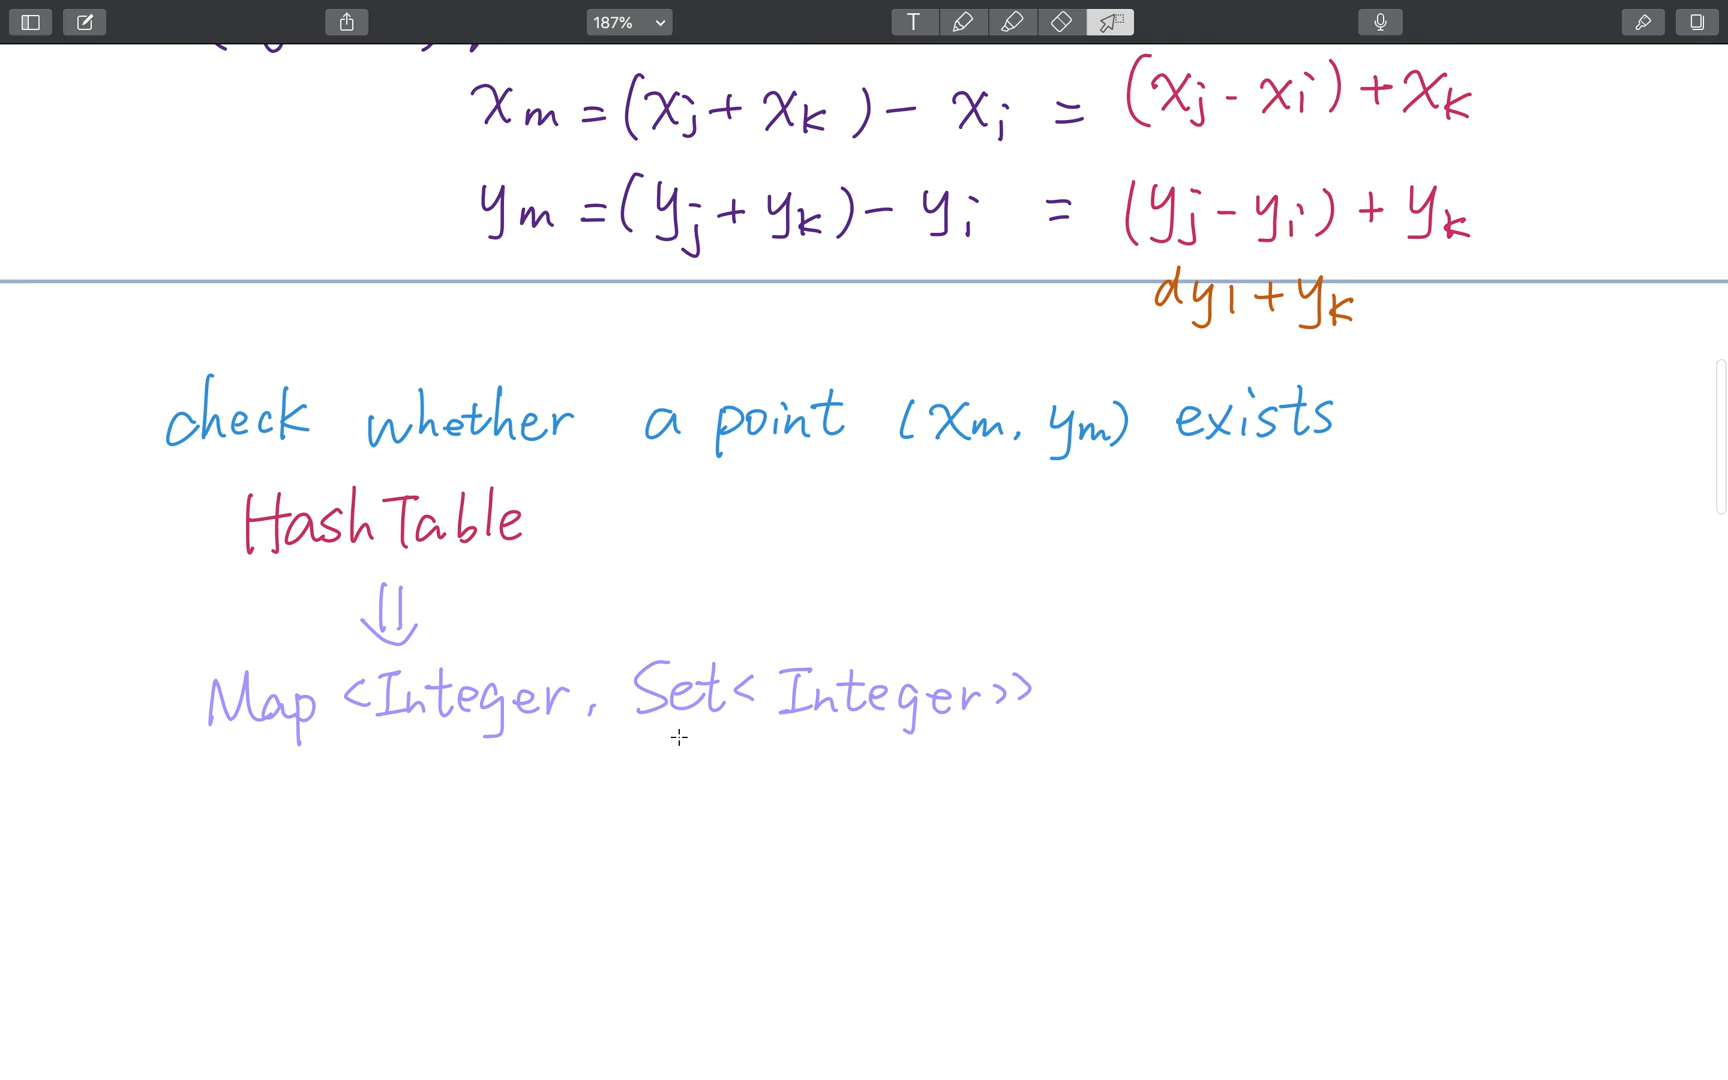 187%
T
xm = (xj + xk) - xi = (xj - xi) + xk
ym = (yj + yk) - yi = (yj - yi) + yk
dy1 + yk
check whether a point (xm, ym) exists
HashTable
⇓
Map <Integer, Set< Integer>>